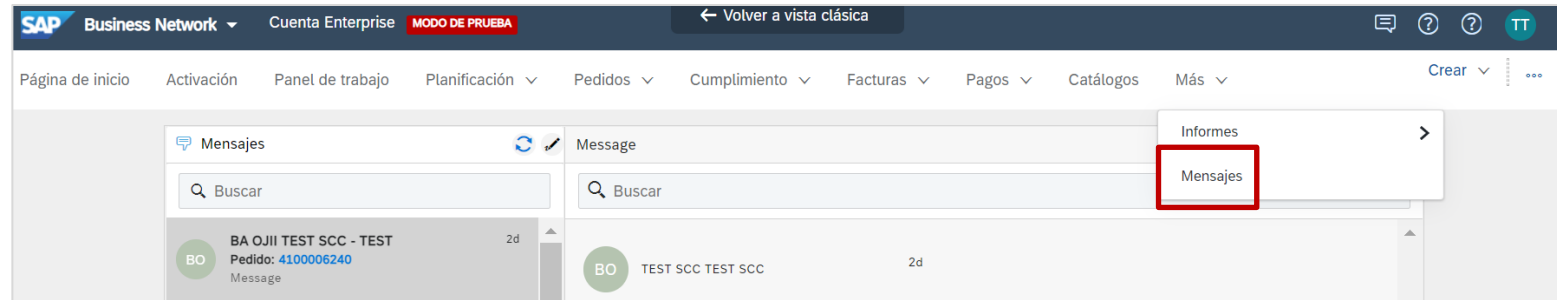 SAP Business Network Cuenta Enterprise MODO DE PRUEBA ← Volver a vista clásica TT
Página de inicio Activación Panel de trabajo Planificación Pedidos Cumplimiento Facturas Pagos Catálogos Más Crear
Informes
Mensajes
Mensajes Message
Buscar Buscar
BA OJII TEST SCC - TEST 2d
BO Pedido: 4100006240
Message
BO TEST SCC TEST SCC 2d